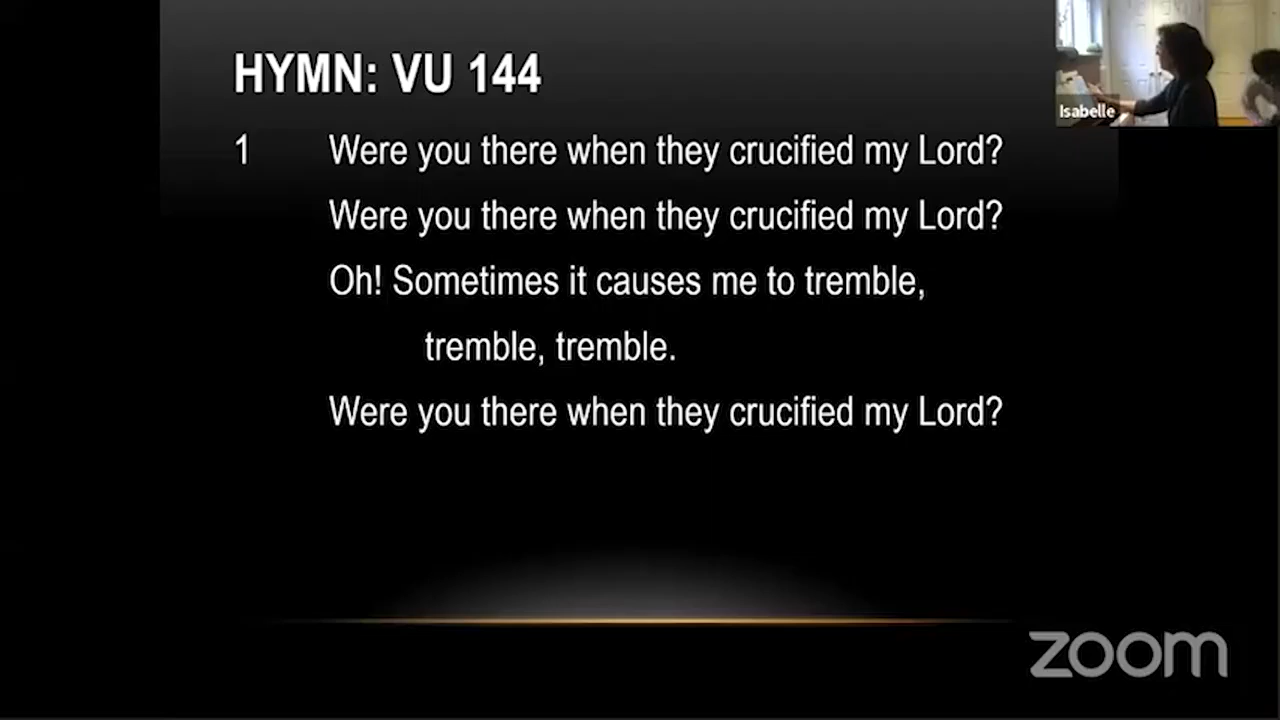 HYMN: VU 144
Isabelle
1 Were you there when they crucified my Lord?
Were you there when they crucified my Lord?
Oh! Sometimes it causes me to tremble,
tremble, tremble.
Were you there when they crucified my Lord?
zoom